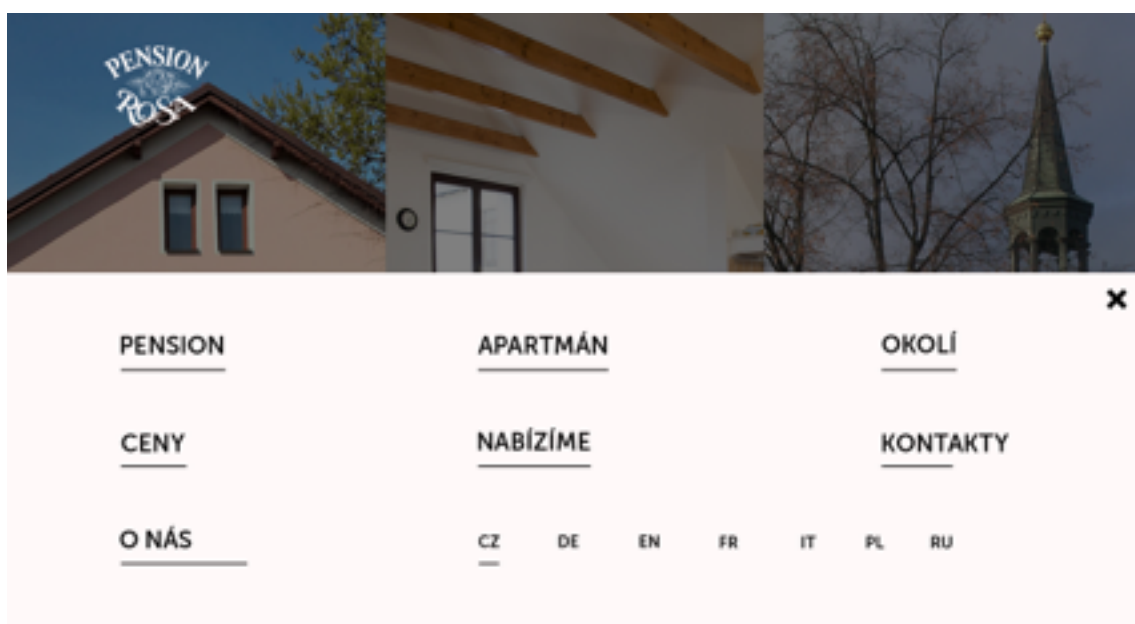 PENSION
ROSA
PENSION APARTMÁN OKOLÍ
CENY NABÍZÍME KONTAKTY
O NÁS CZ DE EN FR IT PL RU